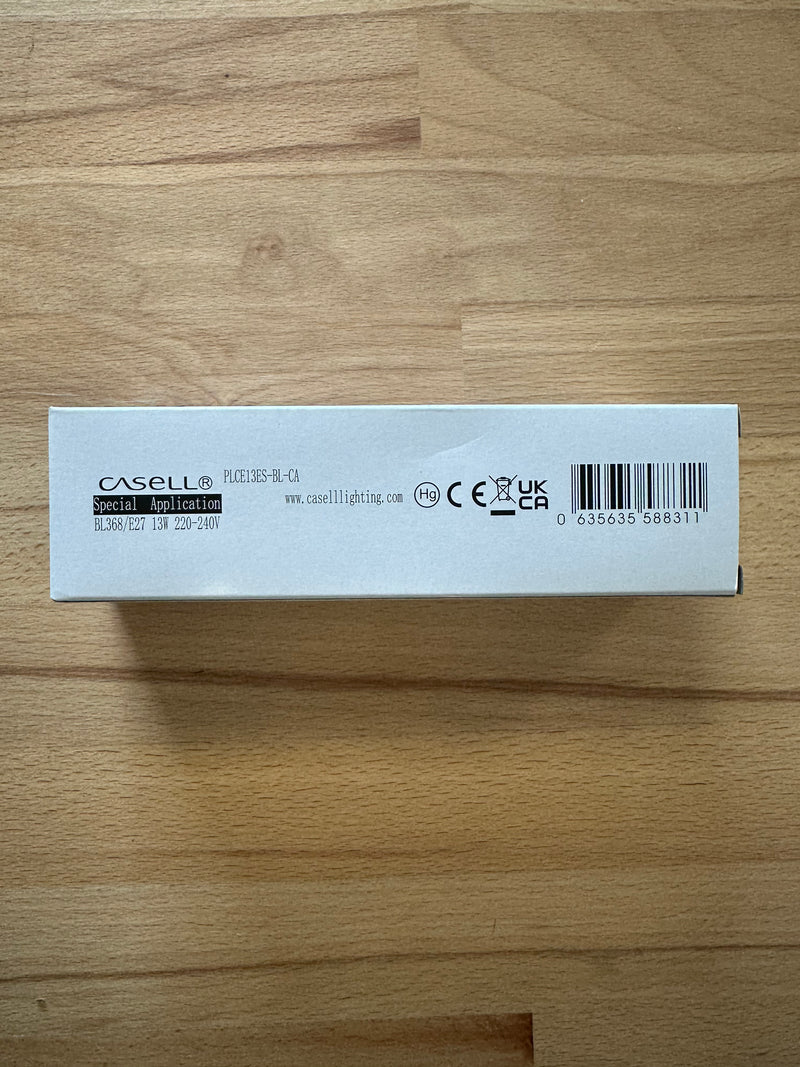 CASELL® PLCE13ES-BL-CA
Special Application
www.caselllighting.com
BL368/E27 13W 220-240V
Hg CE UK
CA
0 635635 588311